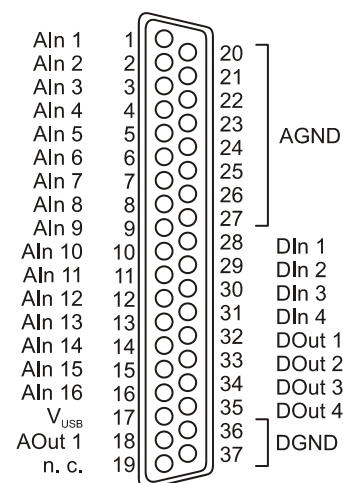 AIn 1 1
AIn 2 2
AIn 3 3
AIn 4 4
AIn 5 5
AIn 6 6
AIn 7 7
AIn 8 8
AIn 9 9
AIn 10 10
AIn 11 11
AIn 12 12
AIn 13 13
AIn 14 14
AIn 15 15
AIn 16 16
VUSB 17
AOut 1 18
n. c. 19
20
21
22
23
24
25
26
27
AGND
28 DIn 1
29 DIn 2
30 DIn 3
31 DIn 4
32 DOut 1
33 DOut 2
34 DOut 3
35 DOut 4
36
37
DGND